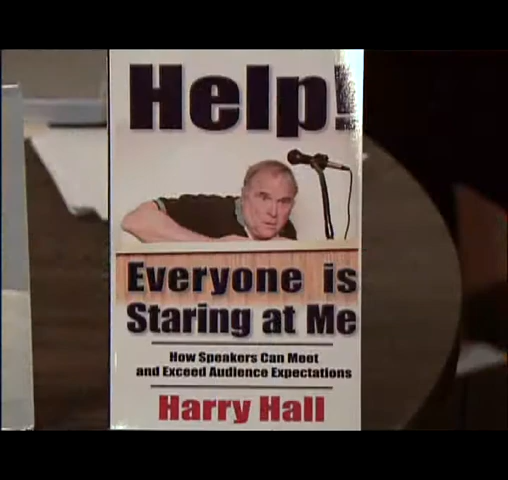 Help!
Everyone is
Staring at Me
How Speakers Can Meet
and Exceed Audience Expectations
Harry Hall